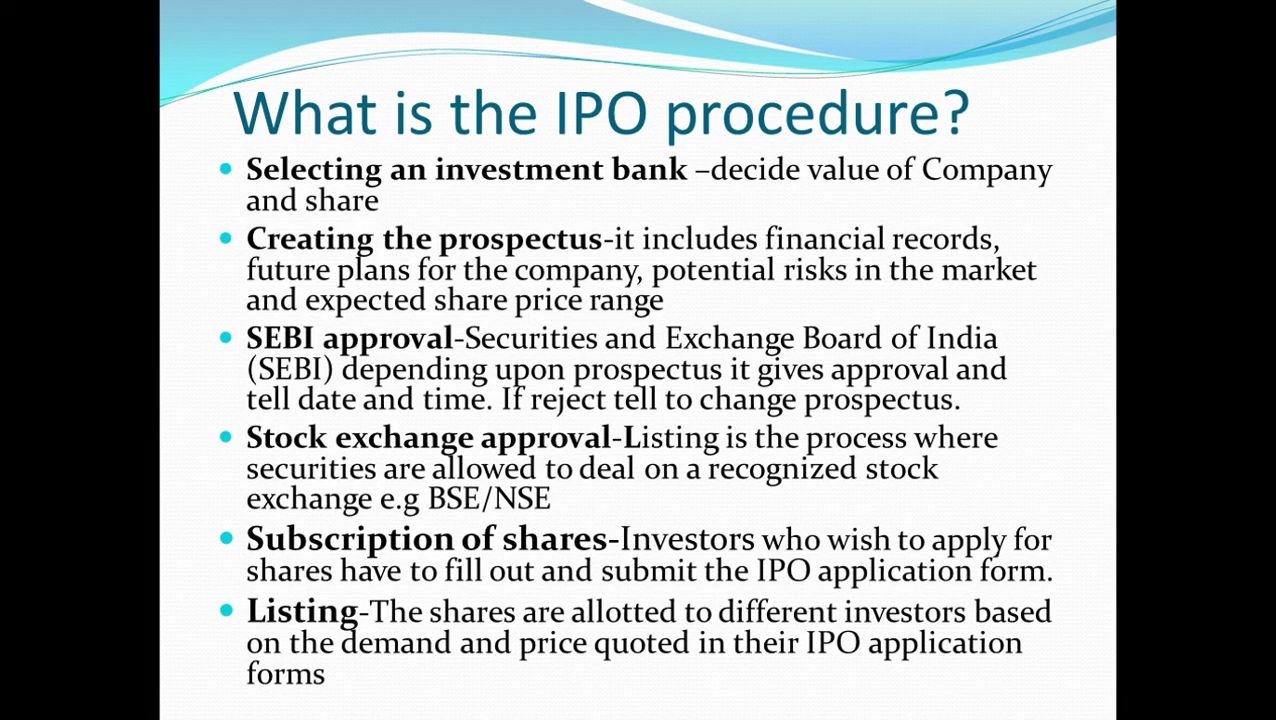 What is the IPO procedure?
• Selecting an investment bank –decide value of Company
and share
• Creating the prospectus-it includes financial records,
future plans for the company, potential risks in the market
and expected share price range
• SEBI approval-Securities and Exchange Board of India
(SEBI) depending upon prospectus it gives approval and
tell date and time. If reject tell to change prospectus.
• Stock exchange approval-Listing is the process where
securities are allowed to deal on a recognized stock
exchange e.g BSE/NSE
• Subscription of shares-Investors who wish to apply for
shares have to fill out and submit the IPO application form.
• Listing-The shares are allotted to different investors based
on the demand and price quoted in their IPO application
forms